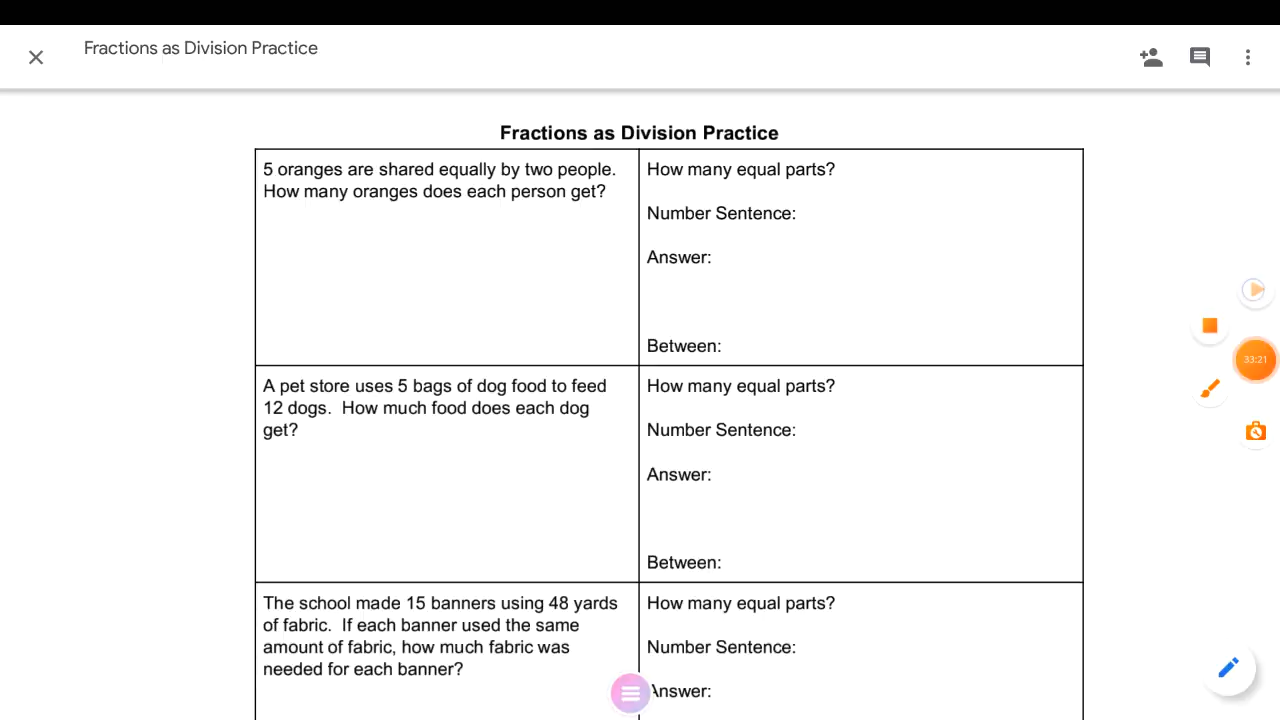 Fractions as Division Practice
Fractions as Division Practice
5 oranges are shared equally by two people.
How many oranges does each person get?
How many equal parts?
Number Sentence:
Answer:
Between:
A pet store uses 5 bags of dog food to feed
12 dogs. How much food does each dog
get?
How many equal parts?
Number Sentence:
Answer:
Between:
The school made 15 banners using 48 yards
of fabric. If each banner used the same
amount of fabric, how much fabric was
needed for each banner?
How many equal parts?
Number Sentence:
Answer:
33:21